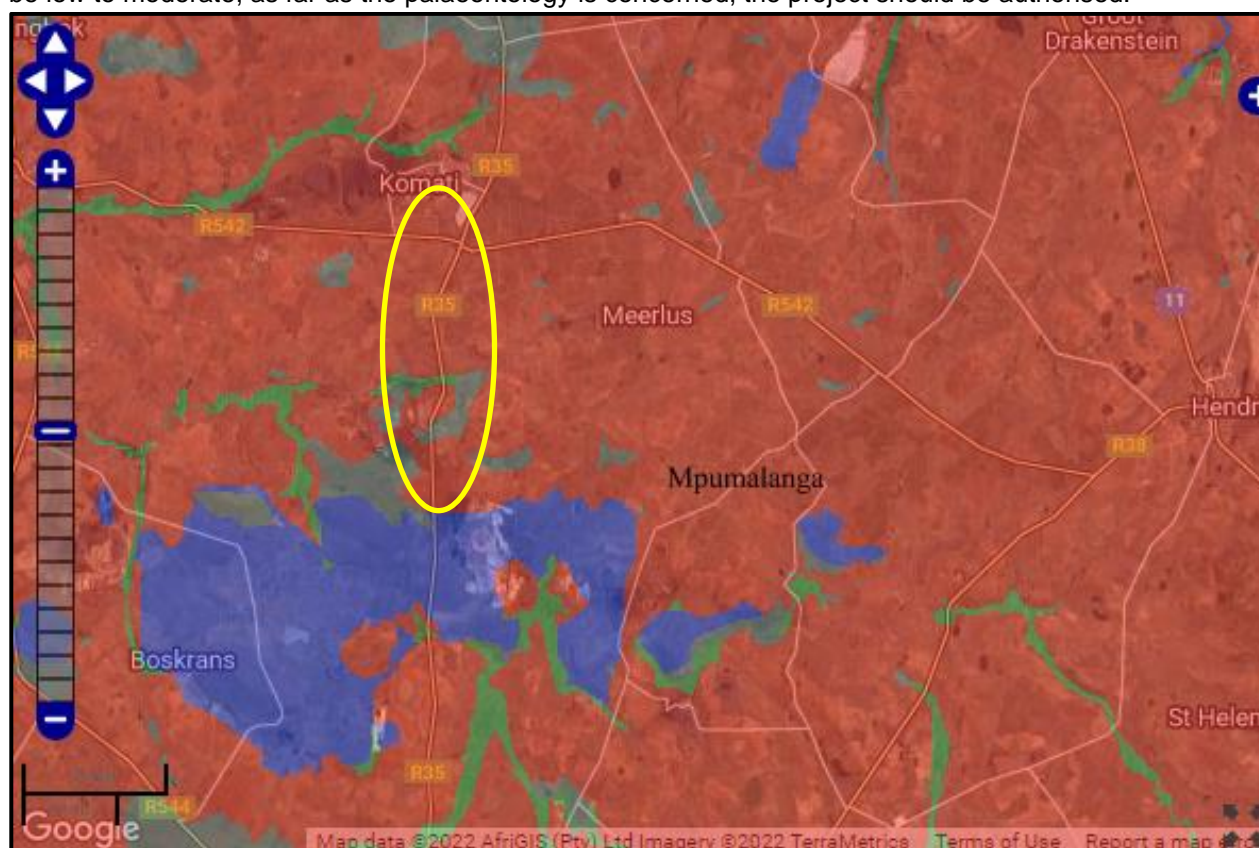 be low to moderate, as far as the palaeontology is concerned, the project should be authorised.
Drakenstein
R35
Komati
R542
R35
Meerlus
R542
11
Hendr
R38
Mpumalanga
Boskrans
St Helen
R35
R544
Google
Map data ©2022 AfriGIS (Pty) Ltd Imagery ©2022 TerraMetrics Terms of Use Report a map